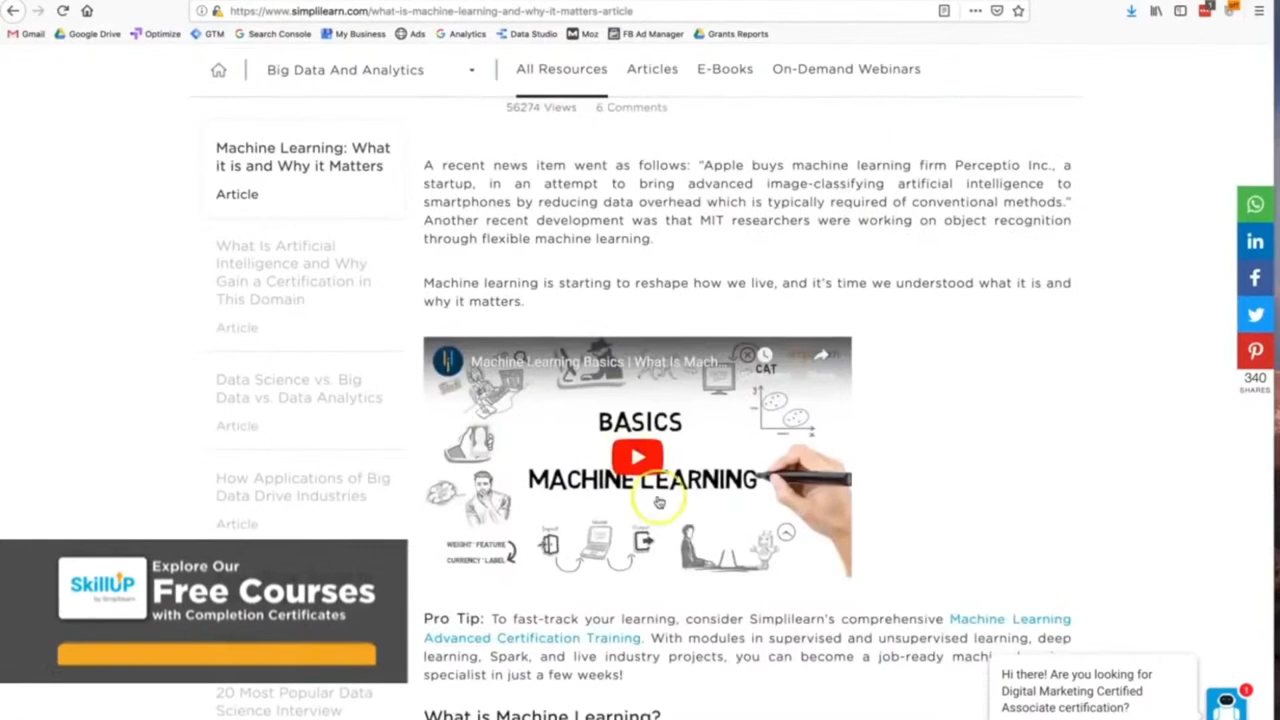 https://www.simplilearn.com/what-is-machine-learning-and-why-it-matters-article
Gmail Google Drive Optimize GTM Search Console My Business Ads Analytics Data Studio Moz FB Ad Manager Grants Reports
Big Data And Analytics
All Resources Articles E-Books On-Demand Webinars
56274 Views 6 Comments
Machine Learning: What
it is and Why it Matters
Article
What Is Artificial
Intelligence and Why
Gain a Certification in
This Domain
Article
Data Science vs. Big
Data vs. Data Analytics
Article
How Applications of Big
Data Drive Industries
Article
SkillUP
by Simplilearn
Explore Our
Free Courses
with Completion Certificates
20 Most Popular Data
Science Interview
A recent news item went as follows: “Apple buys machine learning firm Perceptio Inc., a
startup, in an attempt to bring advanced image-classifying artificial intelligence to
smartphones by reducing data overhead which is typically required of conventional methods.”
Another recent development was that MIT researchers were working on object recognition
through flexible machine learning.
Machine learning is starting to reshape how we live, and it’s time we understood what it is and
why it matters.
Machine Learning Basics | What Is Mach...
CAT
BASICS
MACHINE LEARNING
WEIGHT-FEATURE
CURRENCY-LABEL
Pro Tip: To fast-track your learning, consider Simplilearn’s comprehensive Machine Learning
Advanced Certification Training. With modules in supervised and unsupervised learning, deep
learning, Spark, and live industry projects, you can become a job-ready
specialist in just a few weeks!
What is Machine Learning?
340
SHARES
Hi there! Are you looking for
Digital Marketing Certified
Associate certification?
1